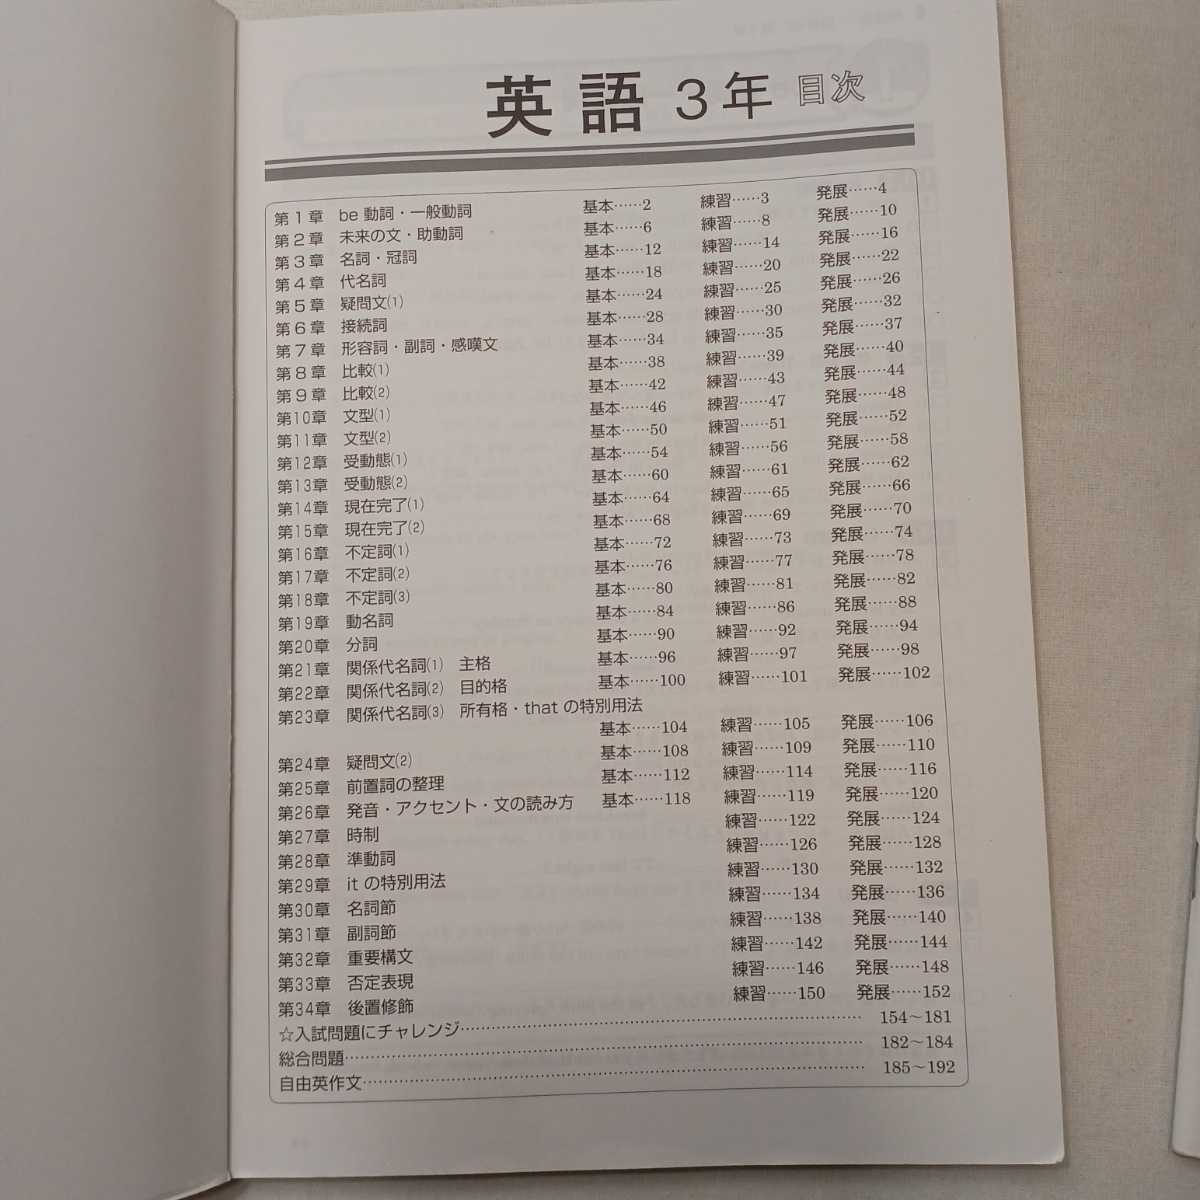 英語 3年 目次
第1章 be 動詞・一般動詞 基本……2 練習……3 発展……4
第2章 未来の文・助動詞 基本……6 練習……8 発展……10
第3章 名詞・冠詞 基本……12 練習……14 発展……16
第4章 代名詞 基本……18 練習……20 発展……22
第5章 疑問文(1) 基本……24 練習……25 発展……26
第6章 接続詞 基本……28 練習……30 発展……32
第7章 形容詞・副詞・感嘆文 基本……34 練習……35 発展……37
第8章 比較(1) 基本……38 練習……39 発展……40
第9章 比較(2) 基本……42 練習……43 発展……44
第10章 文型(1) 基本……46 練習……47 発展……48
第11章 文型(2) 基本……50 練習……51 発展……52
第12章 受動態(1) 基本……54 練習……56 発展……58
第13章 受動態(2) 基本……60 練習……61 発展……62
第14章 現在完了(1) 基本……64 練習……65 発展……66
第15章 現在完了(2) 基本……68 練習……69 発展……70
第16章 不定詞(1) 基本……72 練習……73 発展……74
第17章 不定詞(2) 基本……76 練習……77 発展……78
第18章 不定詞(3) 基本……80 練習……81 発展……82
第19章 動名詞 基本……84 練習……86 発展……88
第20章 分詞 基本……90 練習……92 発展……94
第21章 関係代名詞(1) 主格 基本……96 練習……97 発展……98
第22章 関係代名詞(2) 目的格 基本……100 練習……101 発展……102
第23章 関係代名詞(3) 所有格・that の特別用法
基本……104 練習……105 発展……106
第24章 疑問文(2) 基本……108 練習……109 発展……110
第25章 前置詞の整理 基本……112 練習……114 発展……116
第26章 発音・アクセント・文の読み方 基本……118 練習……119 発展……120
第27章 時制 練習……122 発展……124
第28章 準動詞 練習……126 発展……128
第29章 it の特別用法 練習……130 発展……132
第30章 名詞節 練習……134 発展……136
第31章 副詞節 練習……138 発展……140
第32章 重要構文 練習……142 発展……144
第33章 否定表現 練習……146 発展……148
第34章 後置修飾 練習……150 発展……152
☆入試問題にチャレンジ…………………………… 154～181
総合問題…………………………………… 182～184
自由英作文…………………………………… 185～192